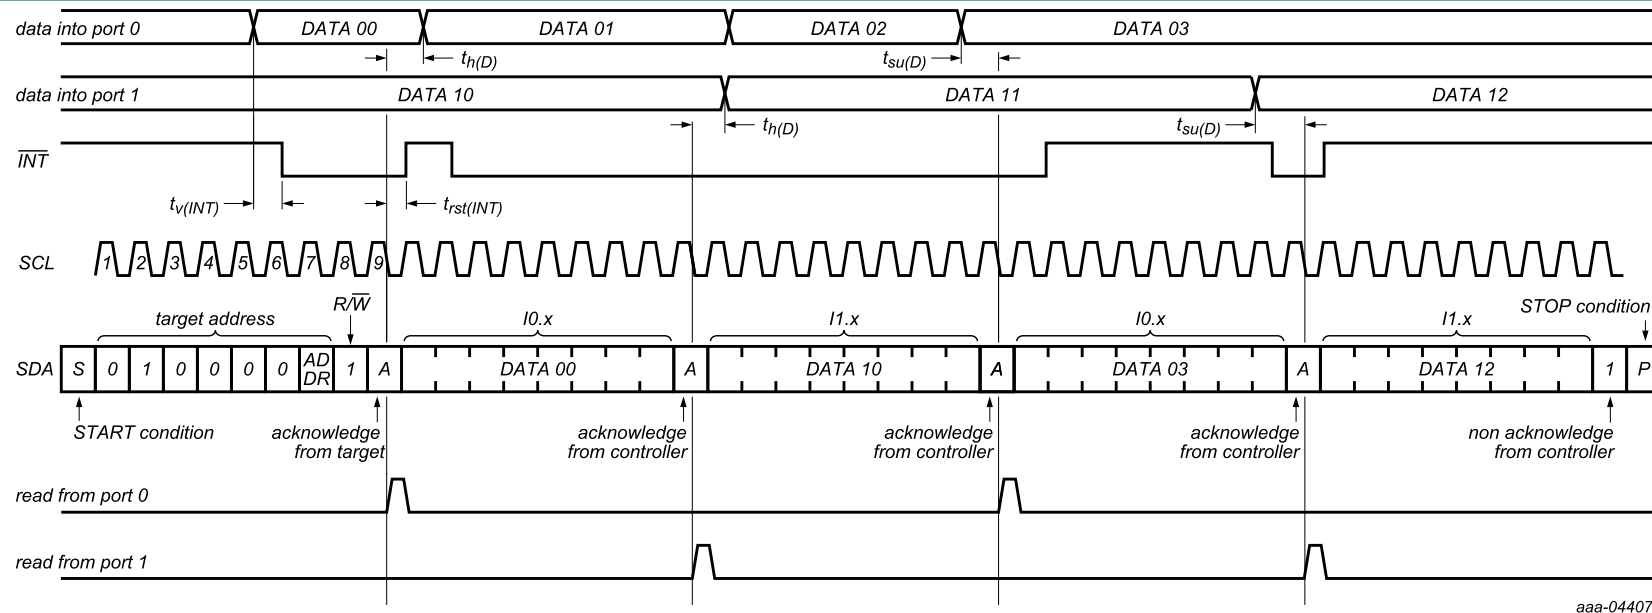 data into port 0 DATA 00 DATA 01 DATA 02 DATA 03
th(D) tsu(D)
data into port 1 DATA 10 DATA 11 DATA 12
th(D) tsu(D)
INT
tv(INT) trst(INT)
SCL 1 2 3 4 5 6 7 8 9
R/W STOP condition
target address I0.x I1.x I0.x I1.x
SDA S 0 1 0 0 0 0 AD 1 A DATA 00 A DATA 10 A DATA 03 A DATA 12 1 P
DR
START condition acknowledge acknowledge acknowledge acknowledge non acknowledge
from target from controller from controller from controller from controller
read from port 0
read from port 1
aaa-04407